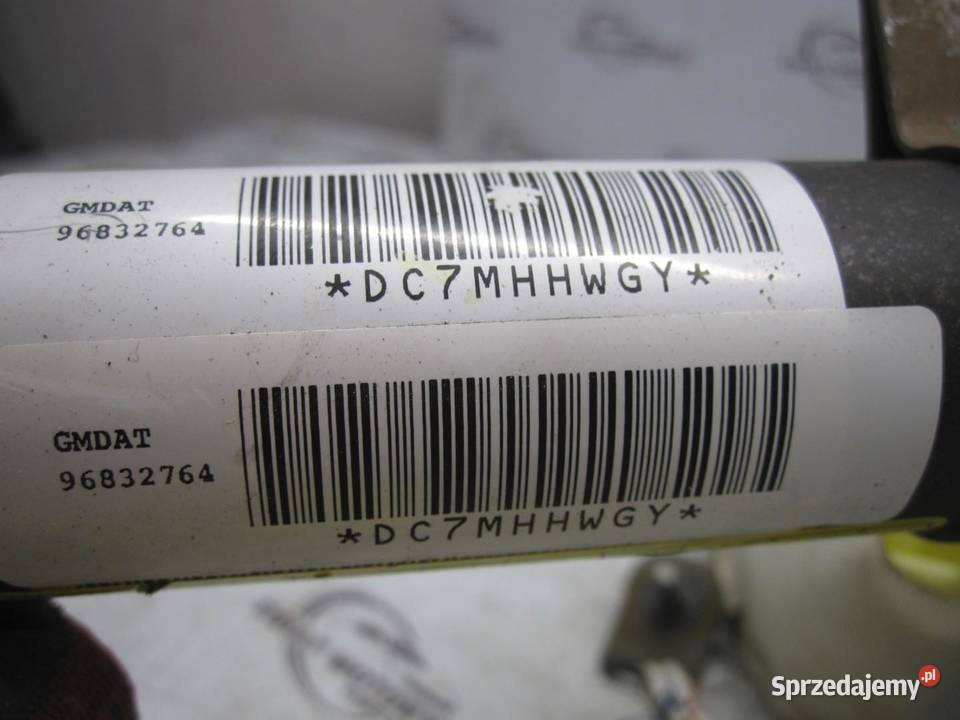 GMDAT
96832764
*DC7MHHWGY*
GMDAT
96832764
*DC7MHHWGY*
Sprzedajemy.pl